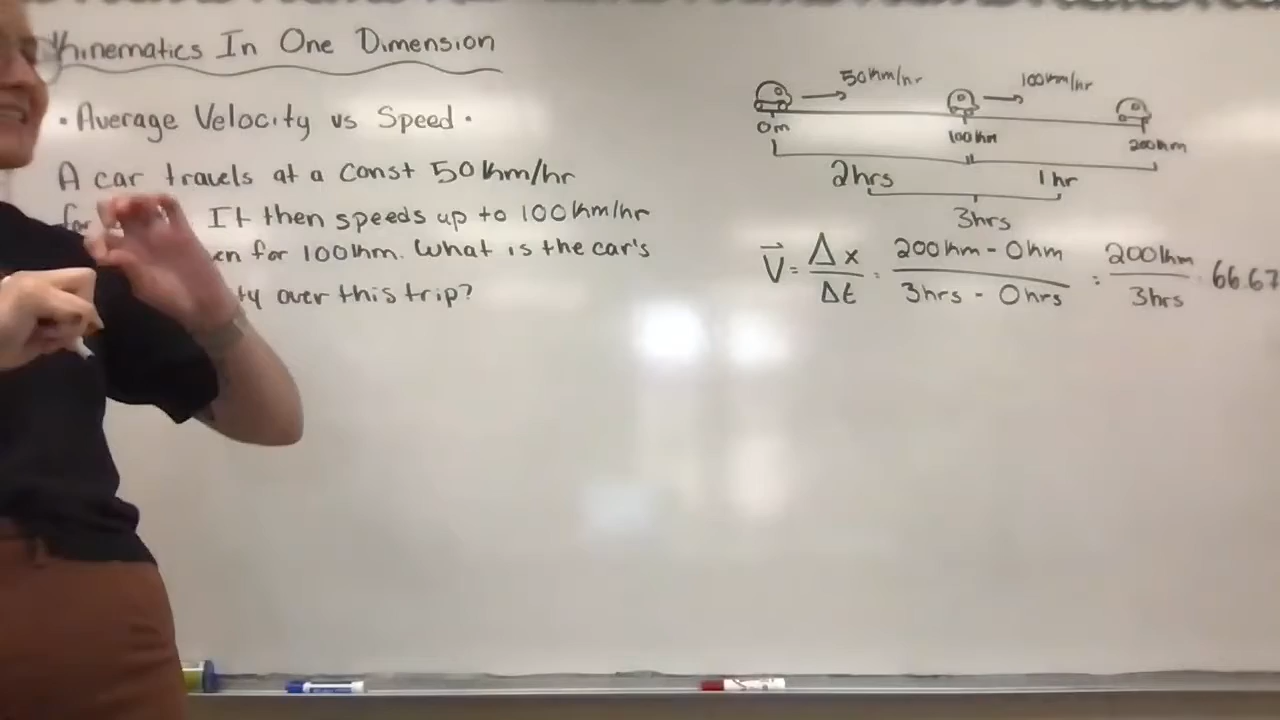 Kinematics In One Dimension
• Average Velocity vs Speed •
A car travels at a const 50km/hr
for It then speeds up to 100km/hr
for 100km. What is the car's
over this trip?
50km/hr 100km/hr
0m 100km 200km
2hrs 1hr
3hrs
V = Δx/Δt = 200km - 0km/3hrs - 0hrs = 200km/3hrs = 66.67